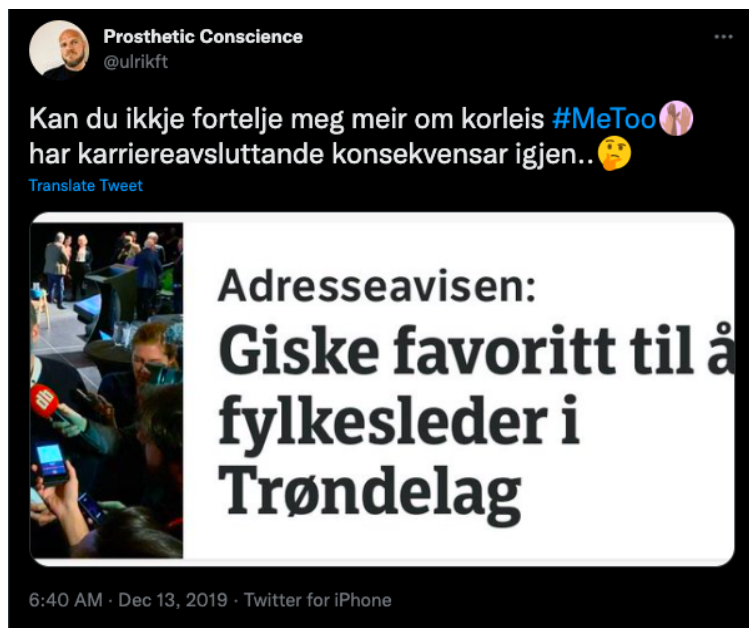 Prosthetic Conscience
@ulrikft
Kan du ikkje fortelje meg meir om korleis #MeToo
har karriereavsluttande konsekvensar igjen..🤔
Translate Tweet
Adresseavisen:
Giske favoritt til å
fylkesleder i
Trøndelag
db
6:40 AM · Dec 13, 2019 · Twitter for iPhone